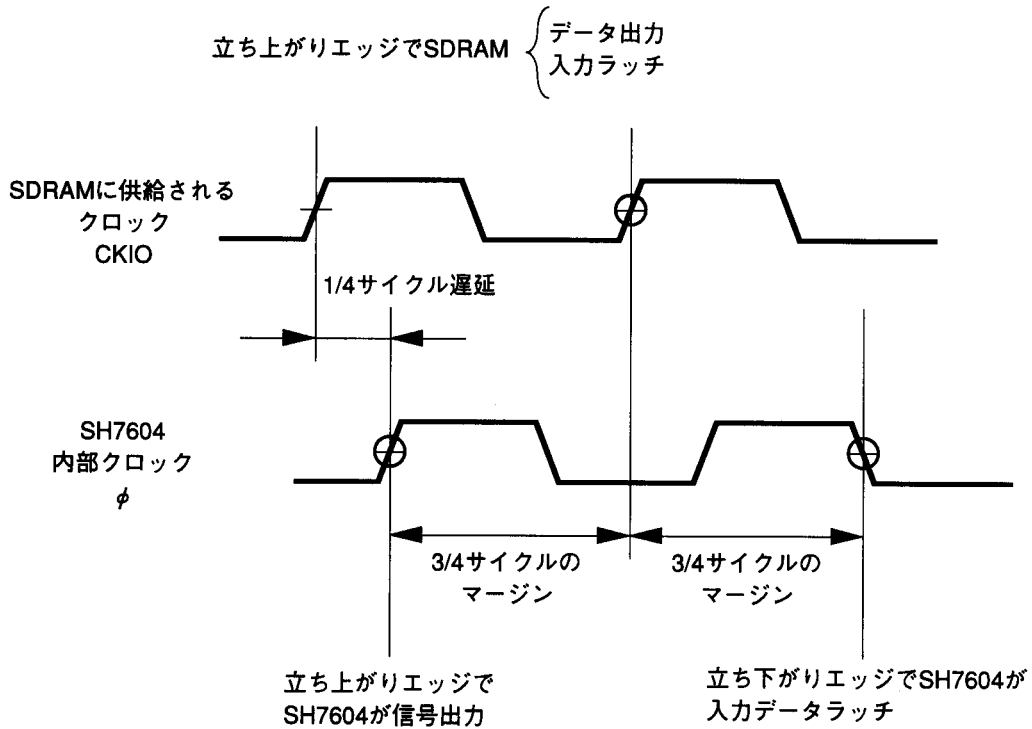 立ち上がりエッジでSDRAM
データ出力
入力ラッチ
SDRAMに供給される
クロック
CKIO
1/4サイクル遅延
SH7604
内部クロック
φ
3/4サイクルの
マージン
3/4サイクルの
マージン
立ち上がりエッジで
SH7604が信号出力
立ち下がりエッジでSH7604が
入力データラッチ